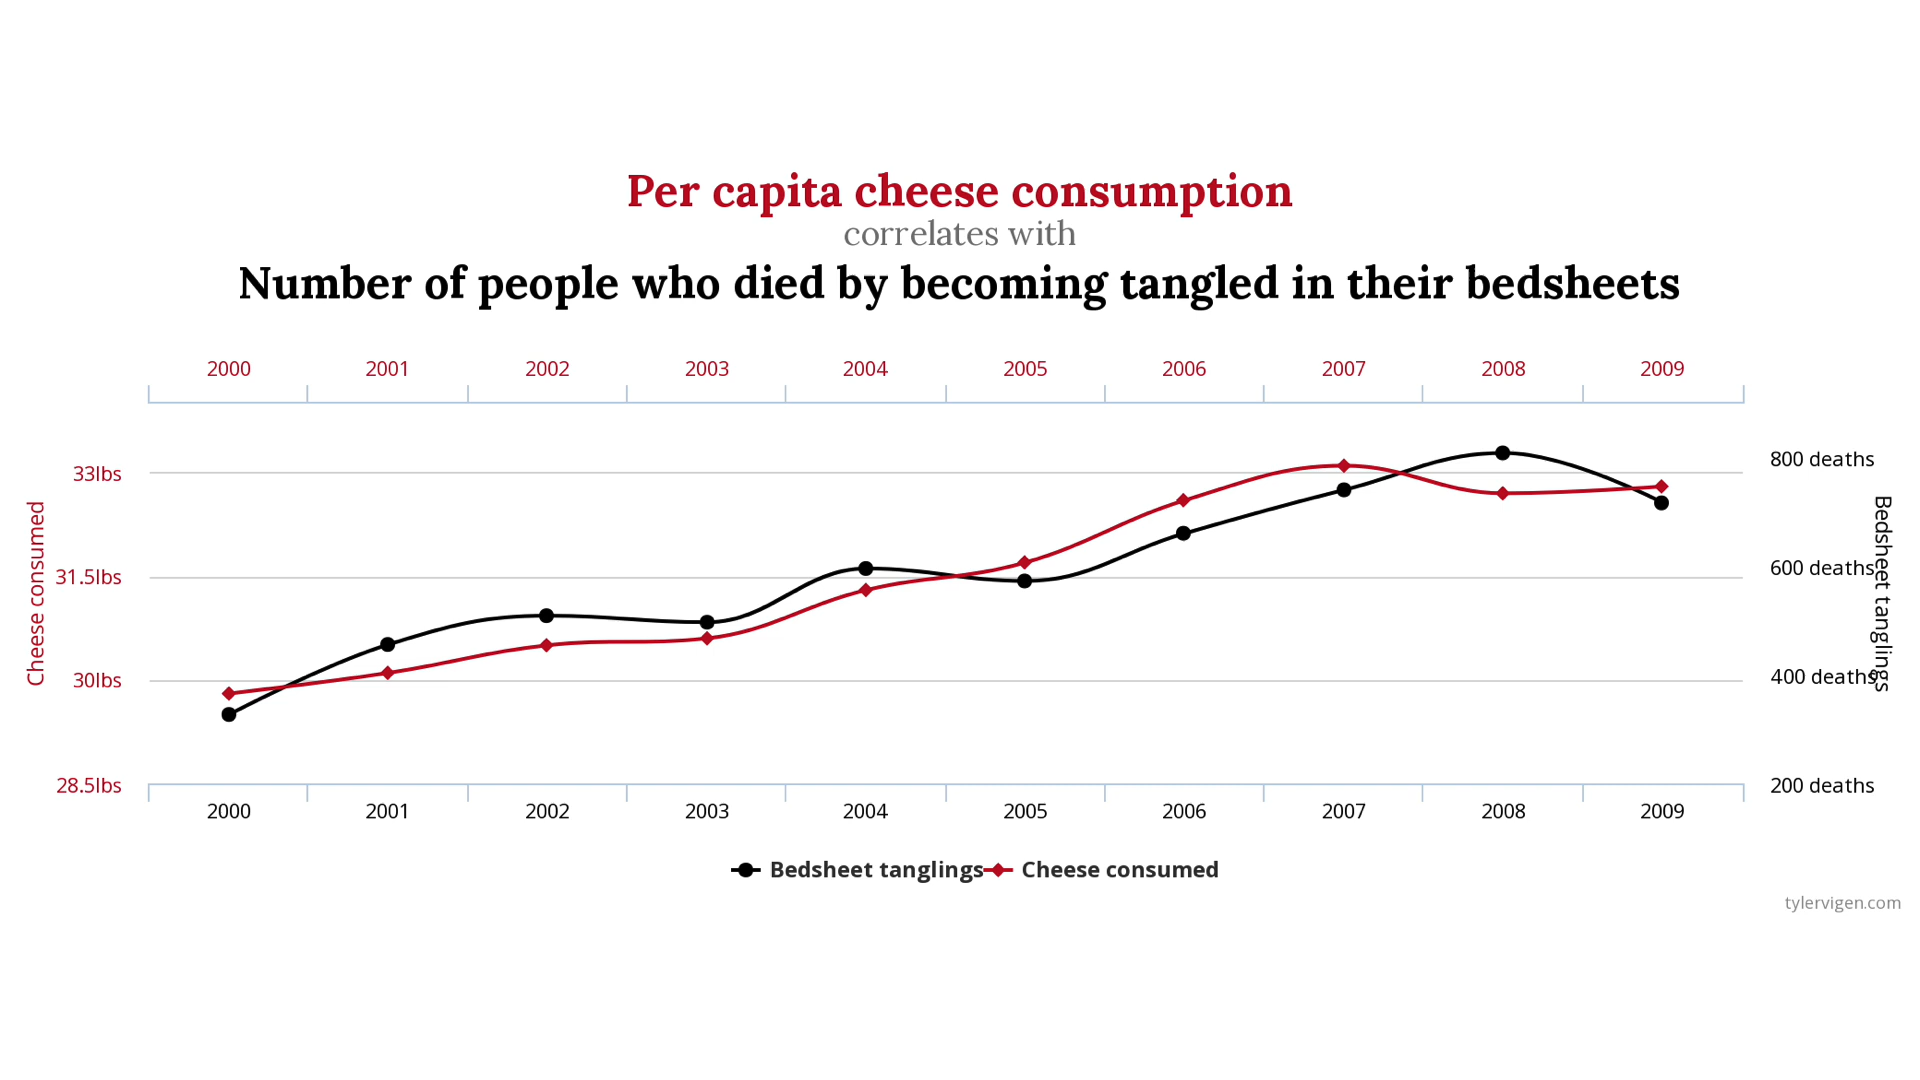 Per capita cheese consumption
correlates with
Number of people who died by becoming tangled in their bedsheets
2000 2001 2002 2003 2004 2005 2006 2007 2008 2009
Cheese consumed
33lbs
31.5lbs
30lbs
28.5lbs
800 deaths
600 deaths
400 deaths
200 deaths
Bedsheet tanglings
2000 2001 2002 2003 2004 2005 2006 2007 2008 2009
Bedsheet tanglings Cheese consumed
tylervigen.com